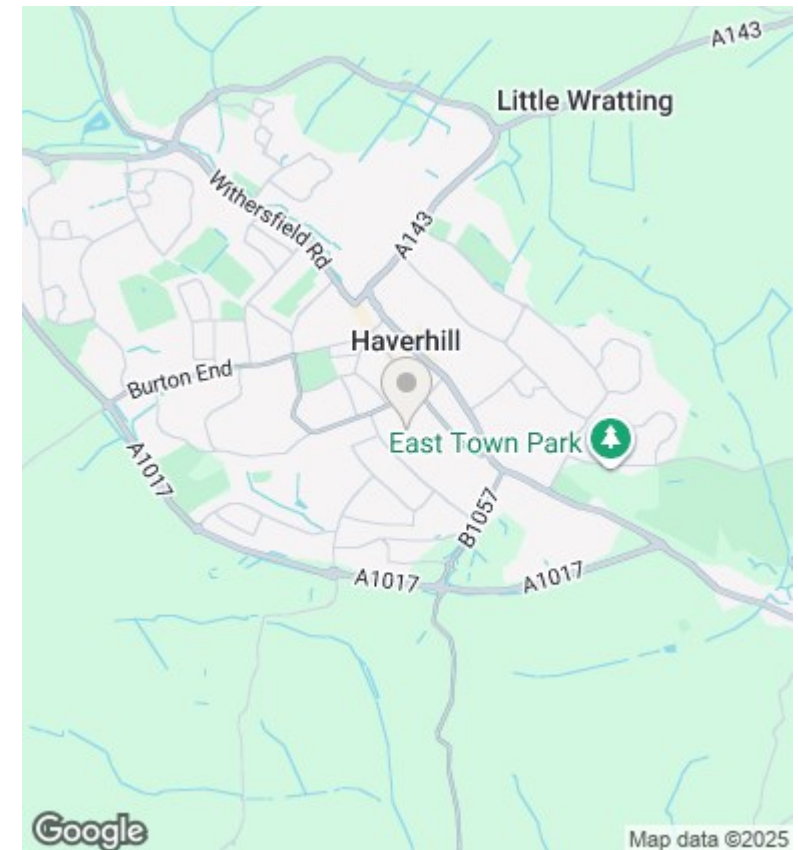 A143
Little Wratting
Withersfield Rd
A143
Haverhill
Burton End
East Town Park
A1017
B1057
A1017
A1017
Google
Map data ©2025